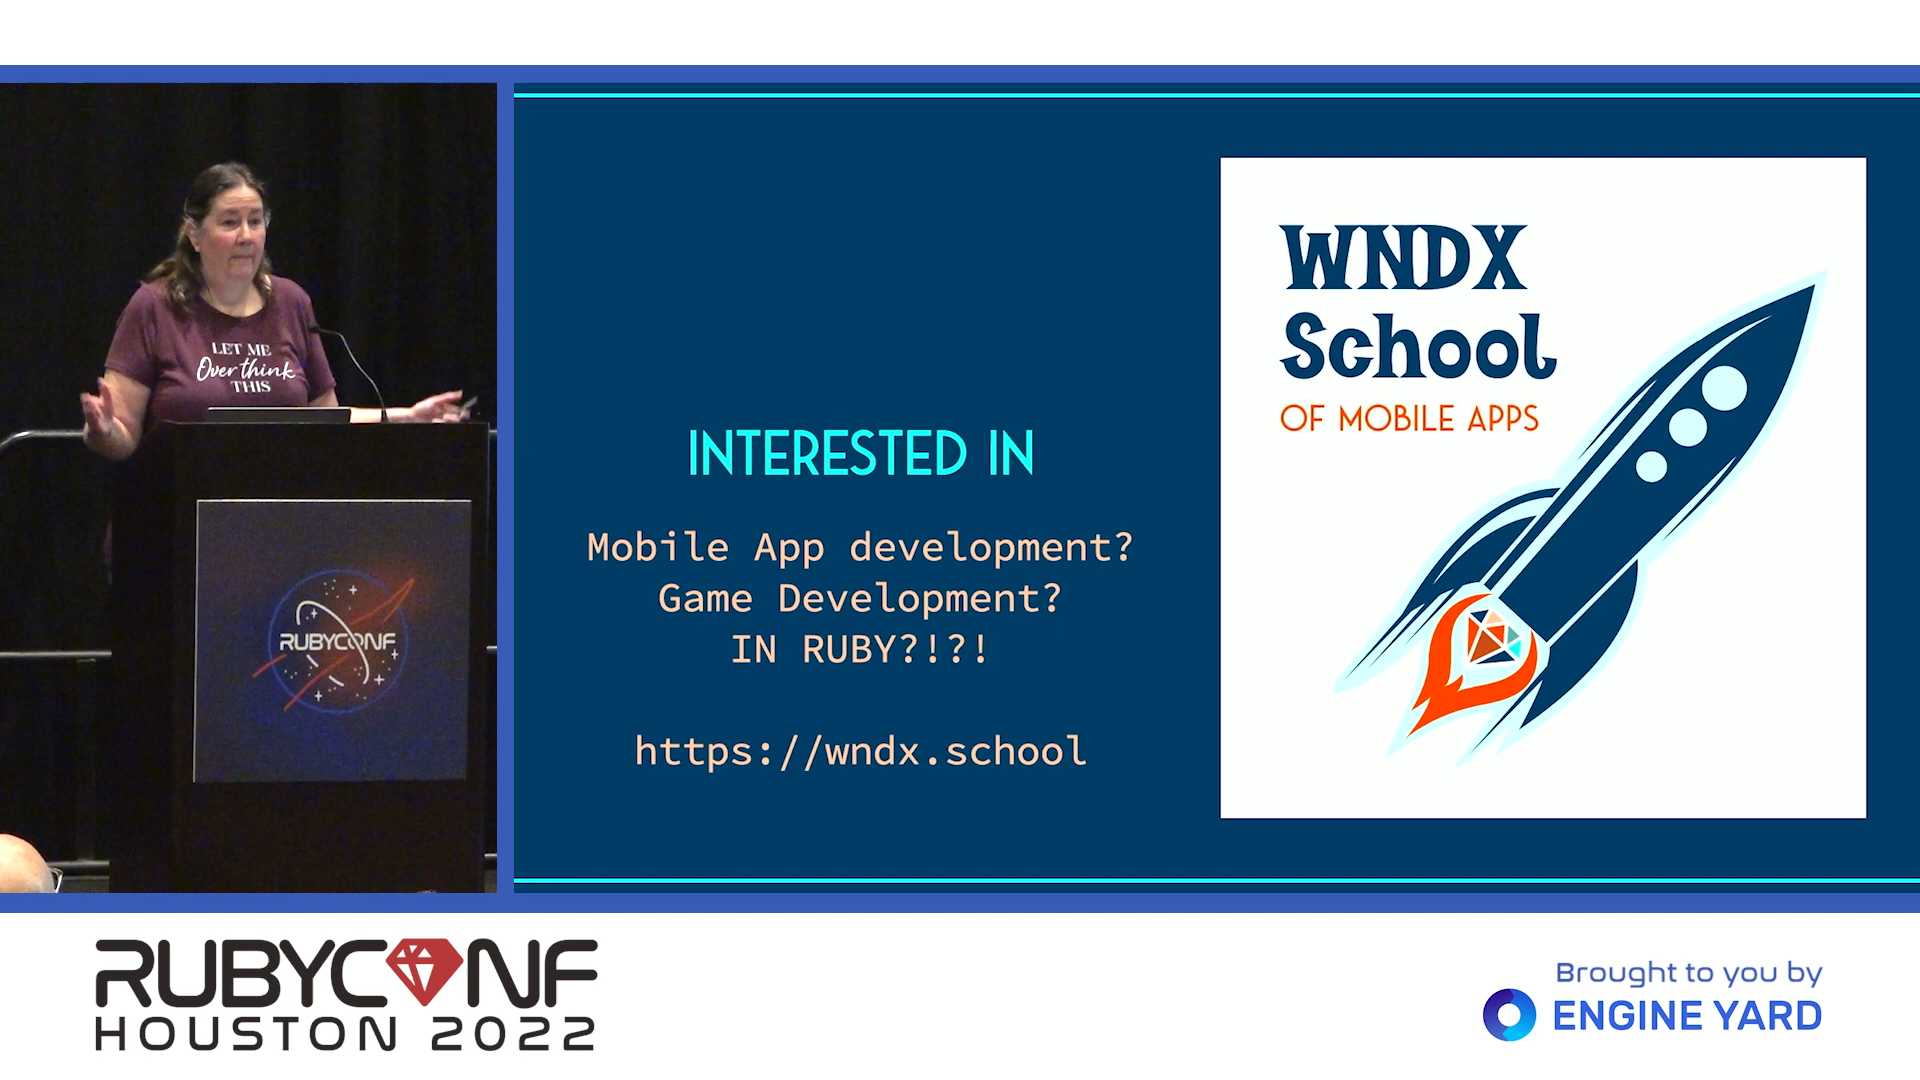 LET ME
Over think
THIS
RUBYCONF
INTERESTED IN
Mobile App development?
Game Development?
IN RUBY?!?!
https://wndx.school
WNDX
School
OF MOBILE APPS
RUBYCONF
HOUSTON 2022
Brought to you by
ENGINE YARD